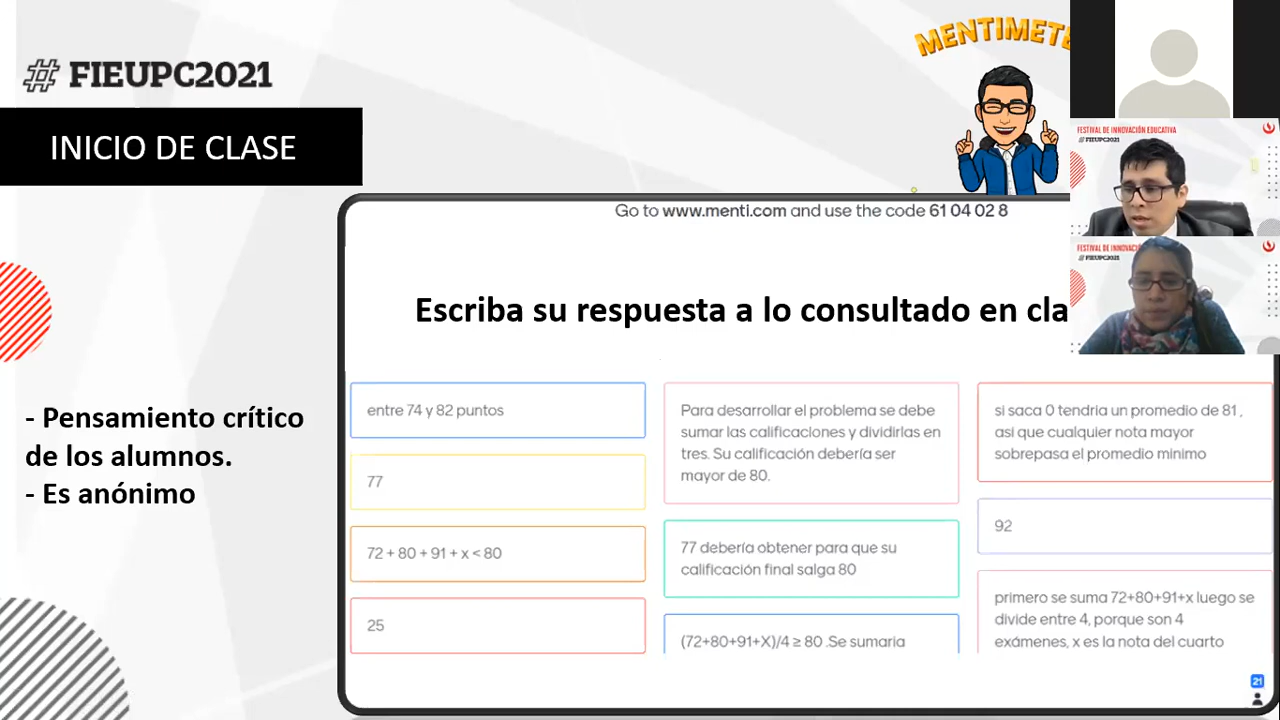 # FIEUPC2021
INICIO DE CLASE
MENTIMETE
FESTIVAL DE INNOVACIÓN EDUCATIVA
# FIEUPC2021
FESTIVAL DE INNOVACIÓ
# FIEUPC2021
Go to www.menti.com and use the code 61 04 02 8
Escriba su respuesta a lo consultado en cla
- Pensamiento crítico
de los alumnos.
- Es anónimo
entre 74 y 82 puntos
77
72 + 80 + 91 + x < 80
25
Para desarrollar el problema se debe
sumar las calificaciones y dividirlas en
tres. Su calificación debería ser
mayor de 80.
77 debería obtener para que su
calificación final salga 80
(72+80+91+X)/4 ≥ 80 .Se sumaria
si saca 0 tendria un promedio de 81 ,
asi que cualquier nota mayor
sobrepasa el promedio minimo
92
primero se suma 72+80+91+x luego se
divide entre 4, porque son 4
exámenes, x es la nota del cuarto
21